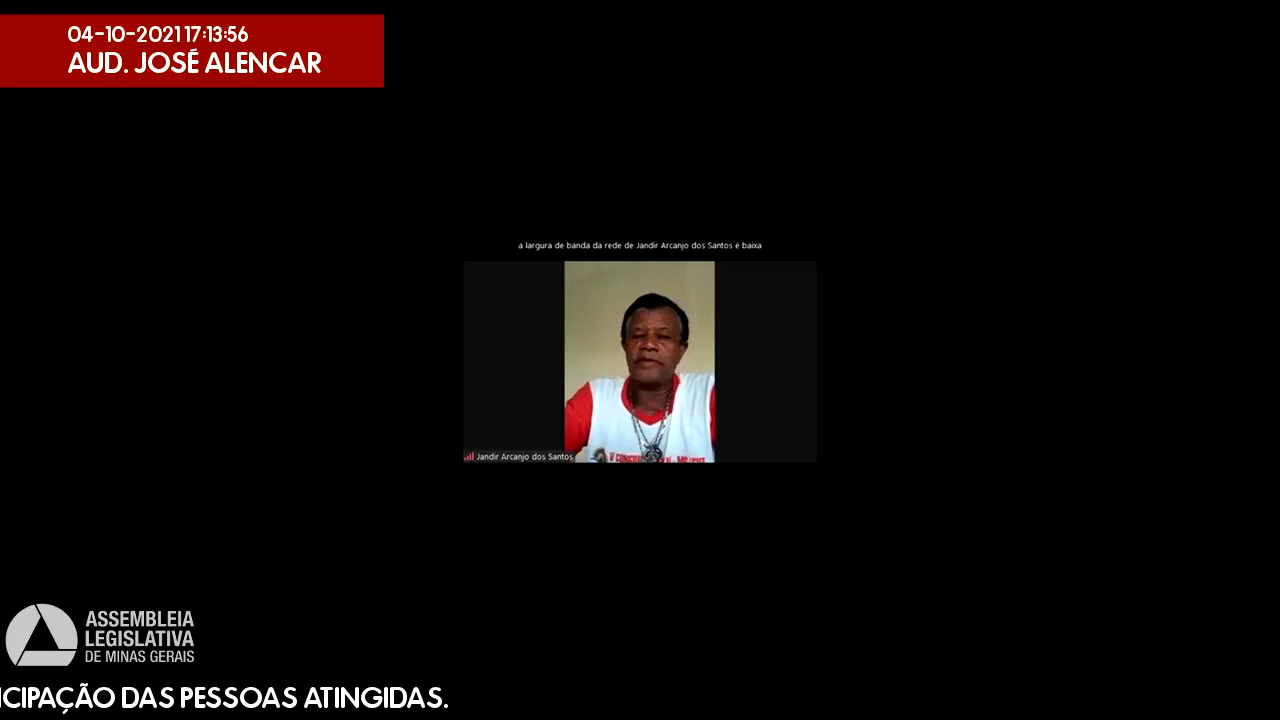 04-10-2021 17:13:56
AUD. JOSÉ ALENCAR
a largura de banda da rede de Jandir Arcanjo dos Santos é baixa
Jandir Arcanjo dos Santos
ASSEMBLEIA
LEGISLATIVA
DE MINAS GERAIS
ICIPAÇÃO DAS PESSOAS ATINGIDAS.